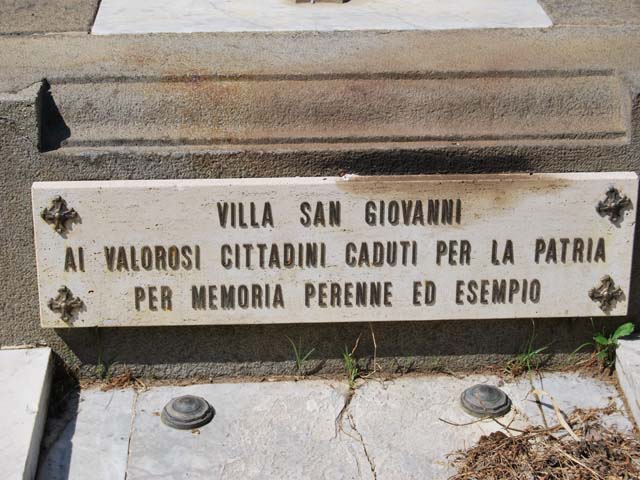 VILLA SAN GIOVANNI
AI VALOROSI CITTADINI CADUTI PER LA PATRIA
PER MEMORIA PERENNE ED ESEMPIO